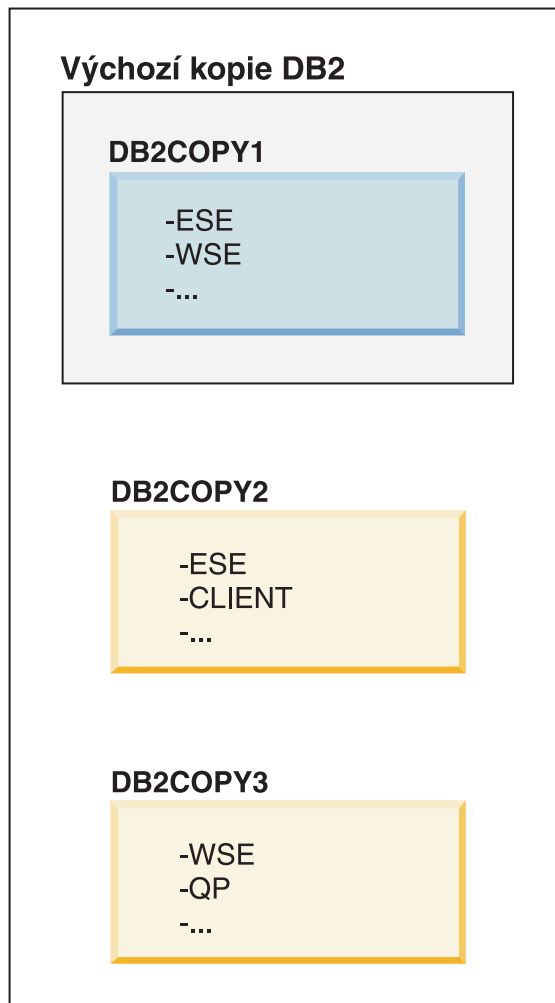 Výchozí kopie DB2
DB2COPY1
-ESE
-WSE
-...
DB2COPY2
-ESE
-CLIENT
-...
DB2COPY3
-WSE
-QP
-...